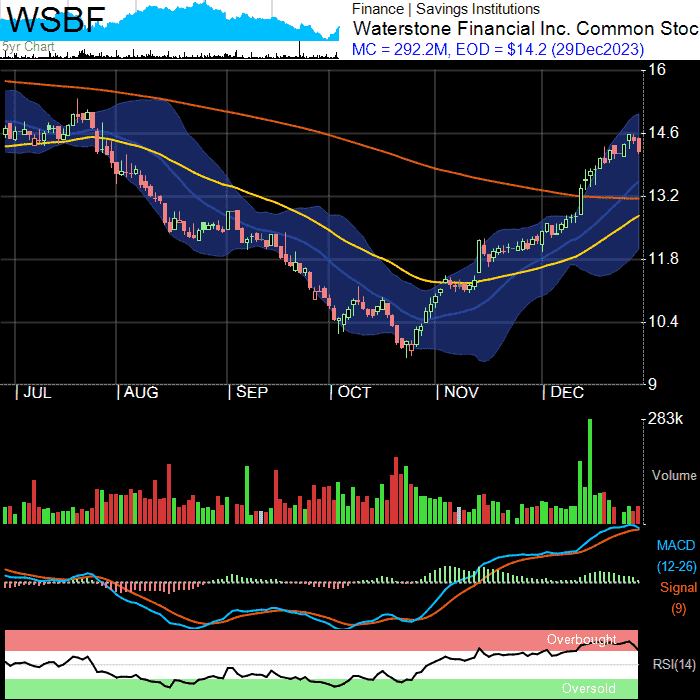 WSBF
5yr Chart
Finance | Savings Institutions
Waterstone Financial Inc. Common Stoc
MC = 292.2M, EOD = $14.2 (29Dec2023)
16
14.6
13.2
11.8
10.4
9
| JUL | AUG | SEP | OCT | NOV | DEC
283k
Volume
MACD
(12-26)
Signal
(9)
Overbought
RSI(14)
Oversold